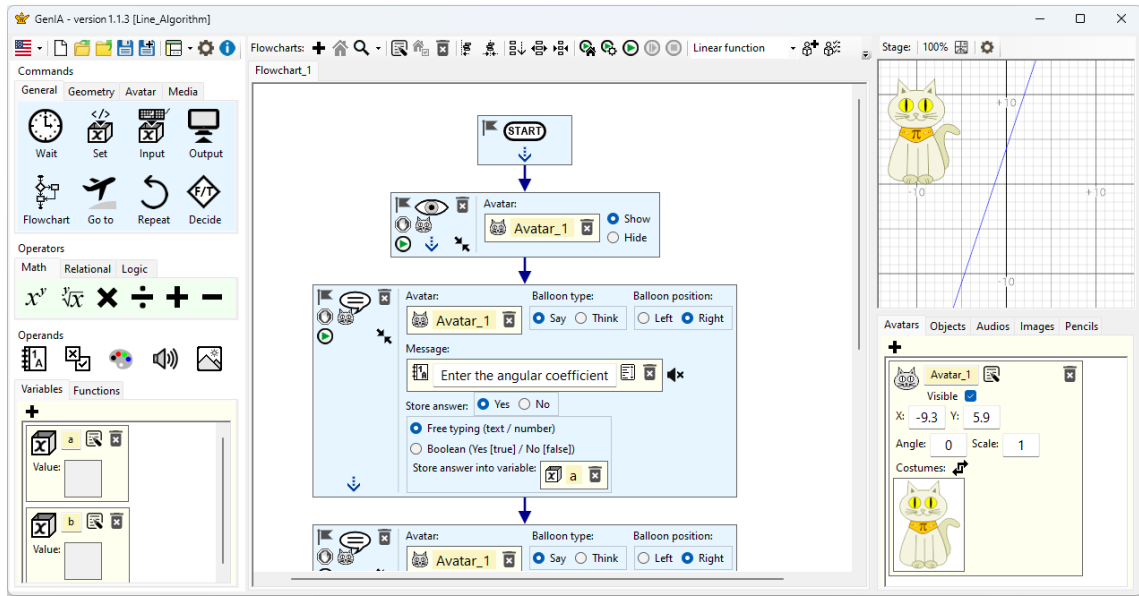 GenIA - version 1.1.3 [Line_Algorithm]
Flowcharts:
Linear function
Stage: 100%
Commands
General Geometry Avatar Media
Wait Set Input Output
Flowchart Go to Repeat Decide
F/T
Operators
Math Relational Logic
Operands
Variables Functions
a
Value:
b
Value:
Flowchart_1
START
Avatar:
Avatar_1
Show
Hide
Avatar: Balloon type: Balloon position:
Avatar_1 Say Think Left Right
Message:
Enter the angular coefficient
Store answer: Yes No
Free typing (text / number)
Boolean (Yes [true] / No [false])
Store answer into variable: a
Avatar: Balloon type: Balloon position:
Avatar_1 Say Think Left Right
+10
-10 +10
-10
π
Avatars Objects Audios Images Pencils
Avatar_1
Visible
X: -9.3 Y: 5.9
Angle: 0 Scale: 1
Costumes:
π